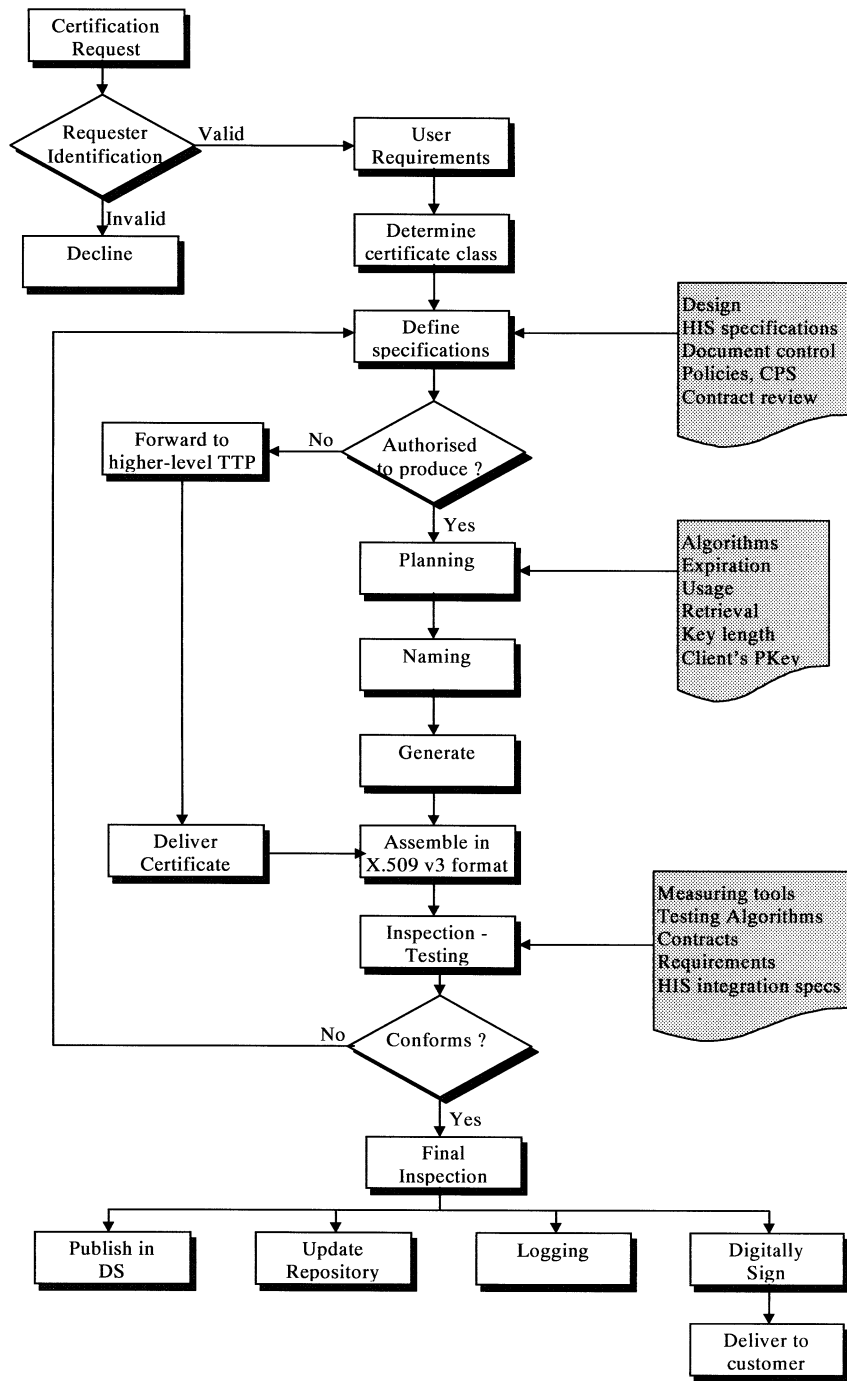 Certification
Request
Requester
Identification
Valid
User
Requirements
Invalid
Decline
Determine
certificate class
Define
specifications
Design
HIS specifications
Document control
Policies, CPS
Contract review
Forward to
higher-level TTP
No
Authorised
to produce ?
Yes
Planning
Algorithms
Expiration
Usage
Retrieval
Key length
Client's PKey
Naming
Generate
Deliver
Certificate
Assemble in
X.509 v3 format
Inspection -
Testing
Measuring tools
Testing Algorithms
Contracts
Requirements
HIS integration specs
No
Conforms ?
Yes
Final
Inspection
Publish in
DS
Update
Repository
Logging
Digitally
Sign
Deliver to
customer